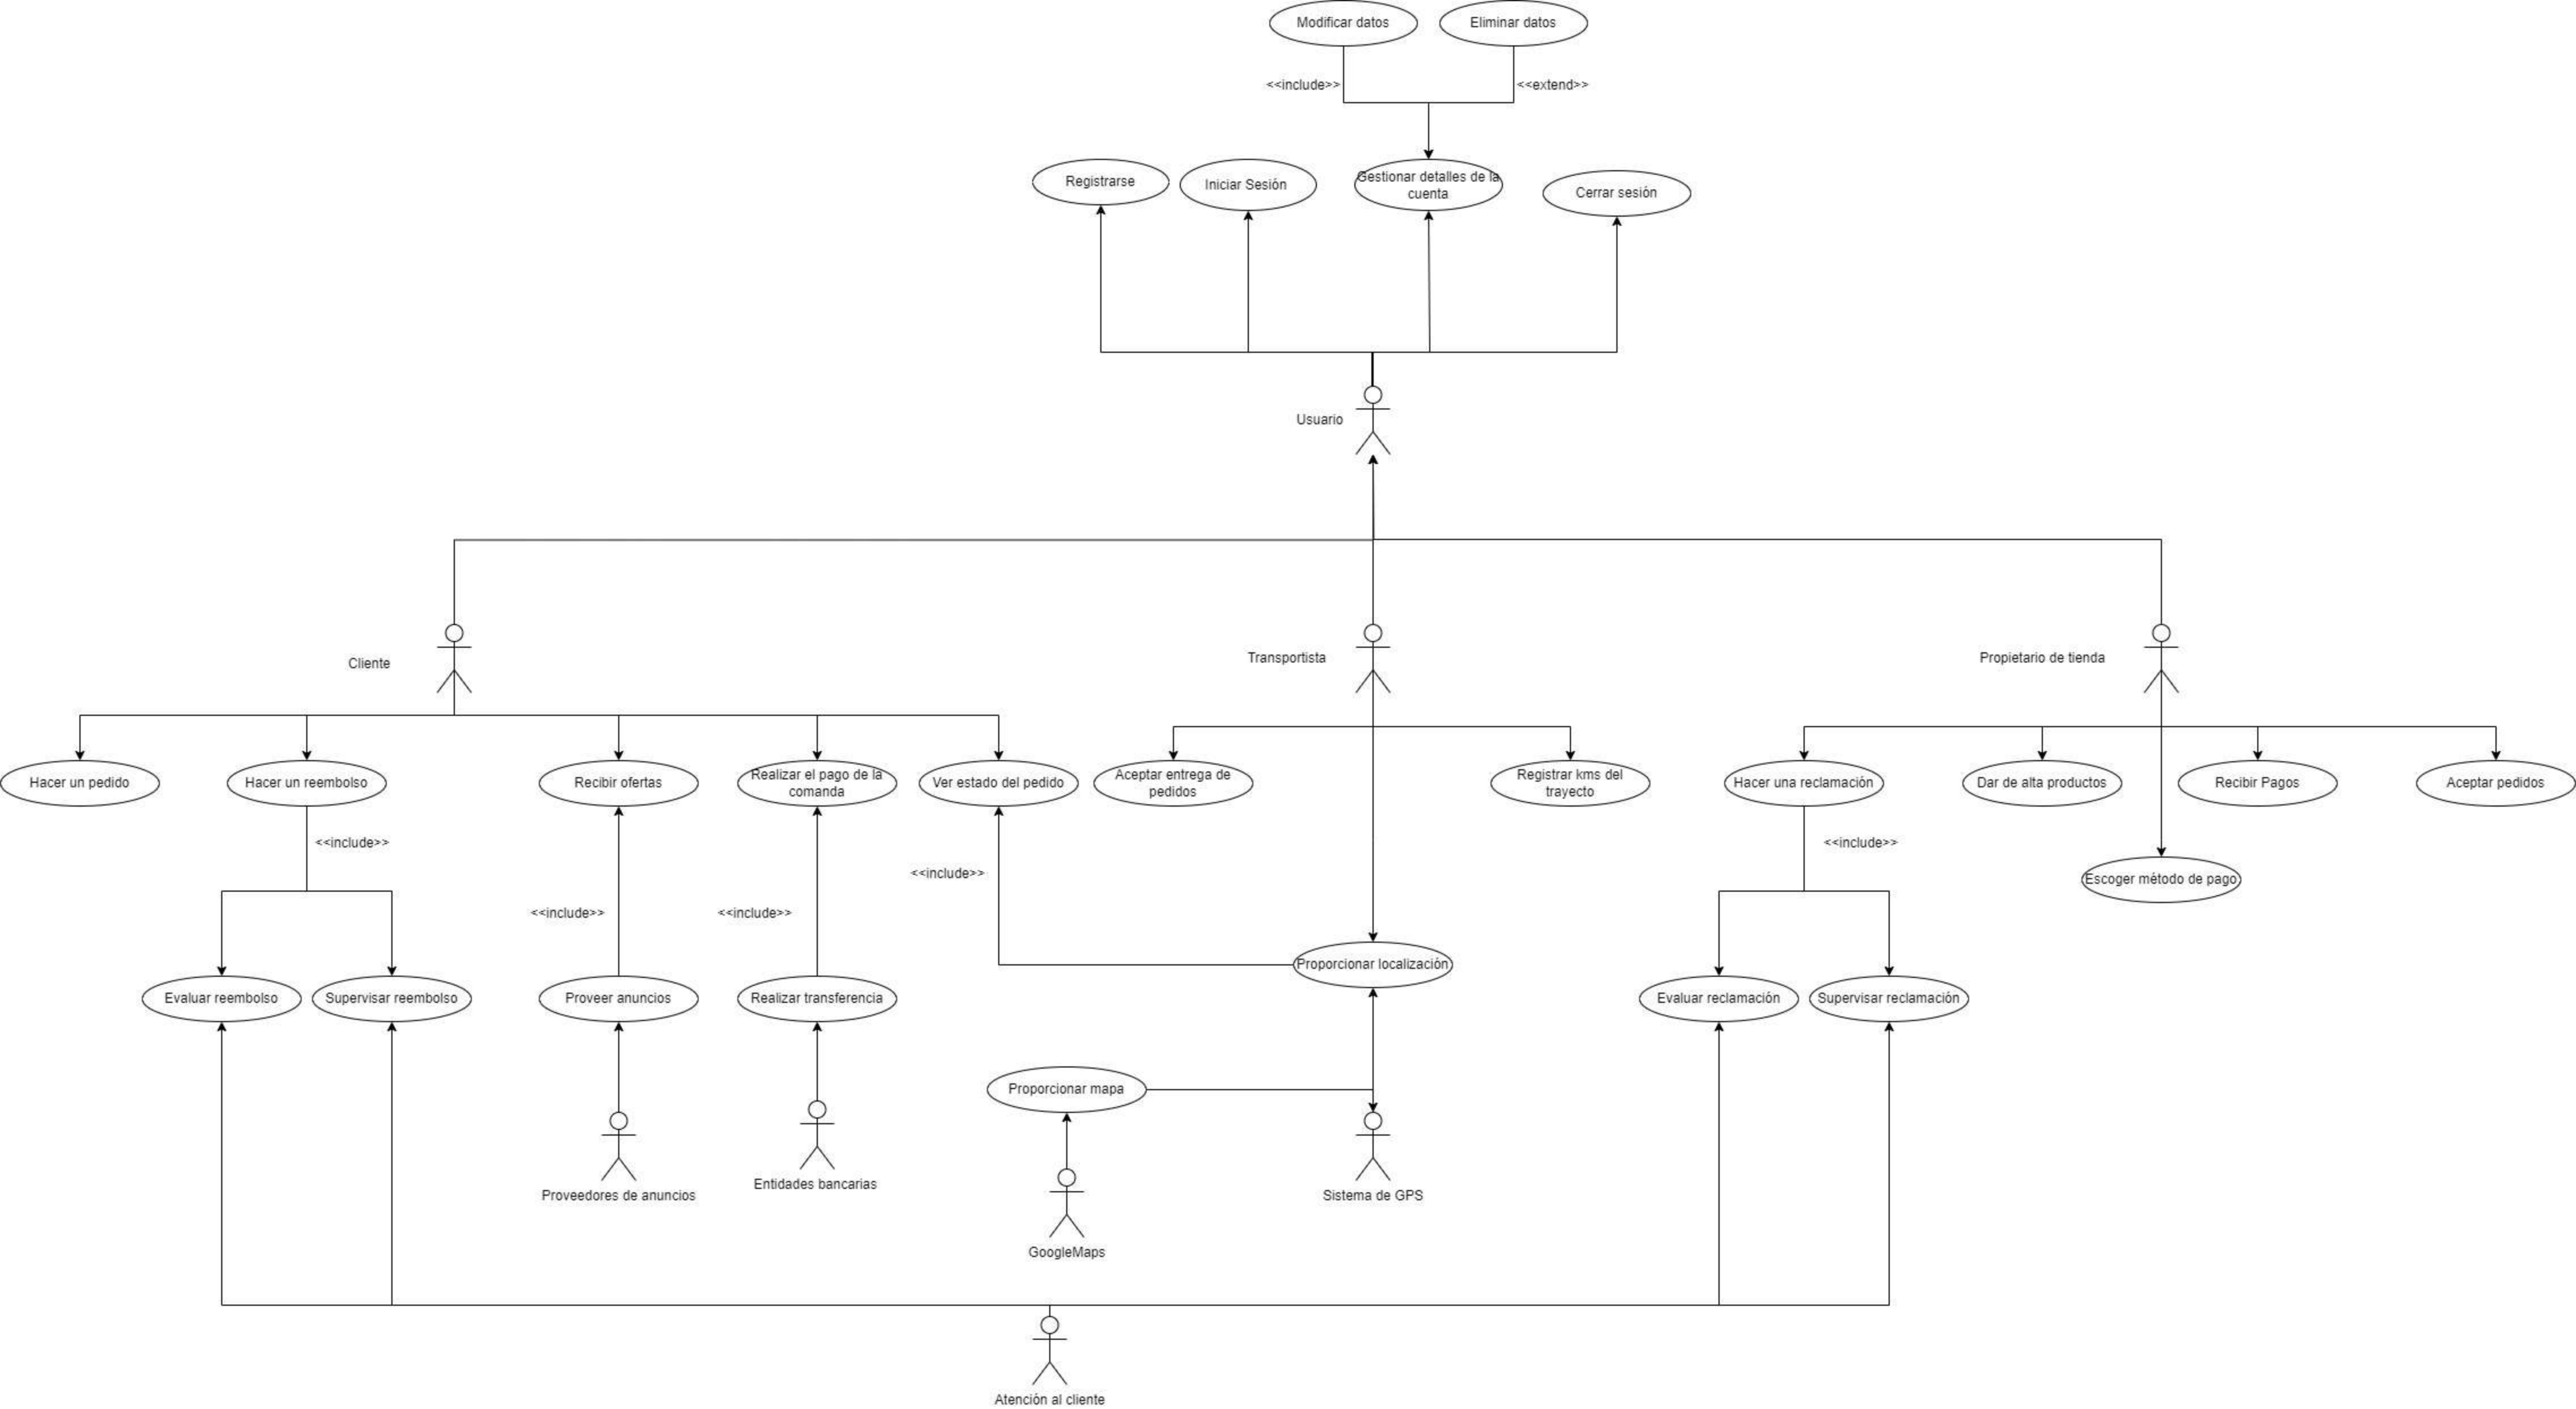 Modificar datos
Eliminar datos
<<include>>
<<extend>>
Registrarse
Iniciar Sesión
Gestionar detalles de la
cuenta
Cerrar sesión
Usuario
Cliente
Transportista
Propietario de tienda
Hacer un pedido
Hacer un reembolso
Recibir ofertas
Realizar el pago de la
comanda
Ver estado del pedido
Aceptar entrega de
pedidos
Registrar kms del
trayecto
Hacer una reclamación
Dar de alta productos
Recibir Pagos
Aceptar pedidos
<<include>>
<<include>>
<<include>>
Escoger método de pago
<<include>>
<<include>>
Proporcionar localización
Evaluar reembolso
Supervisar reembolso
Proveer anuncios
Realizar transferencia
Evaluar reclamación
Supervisar reclamación
Proporcionar mapa
Entidades bancarias
Proveedores de anuncios
Sistema de GPS
GoogleMaps
Atención al cliente